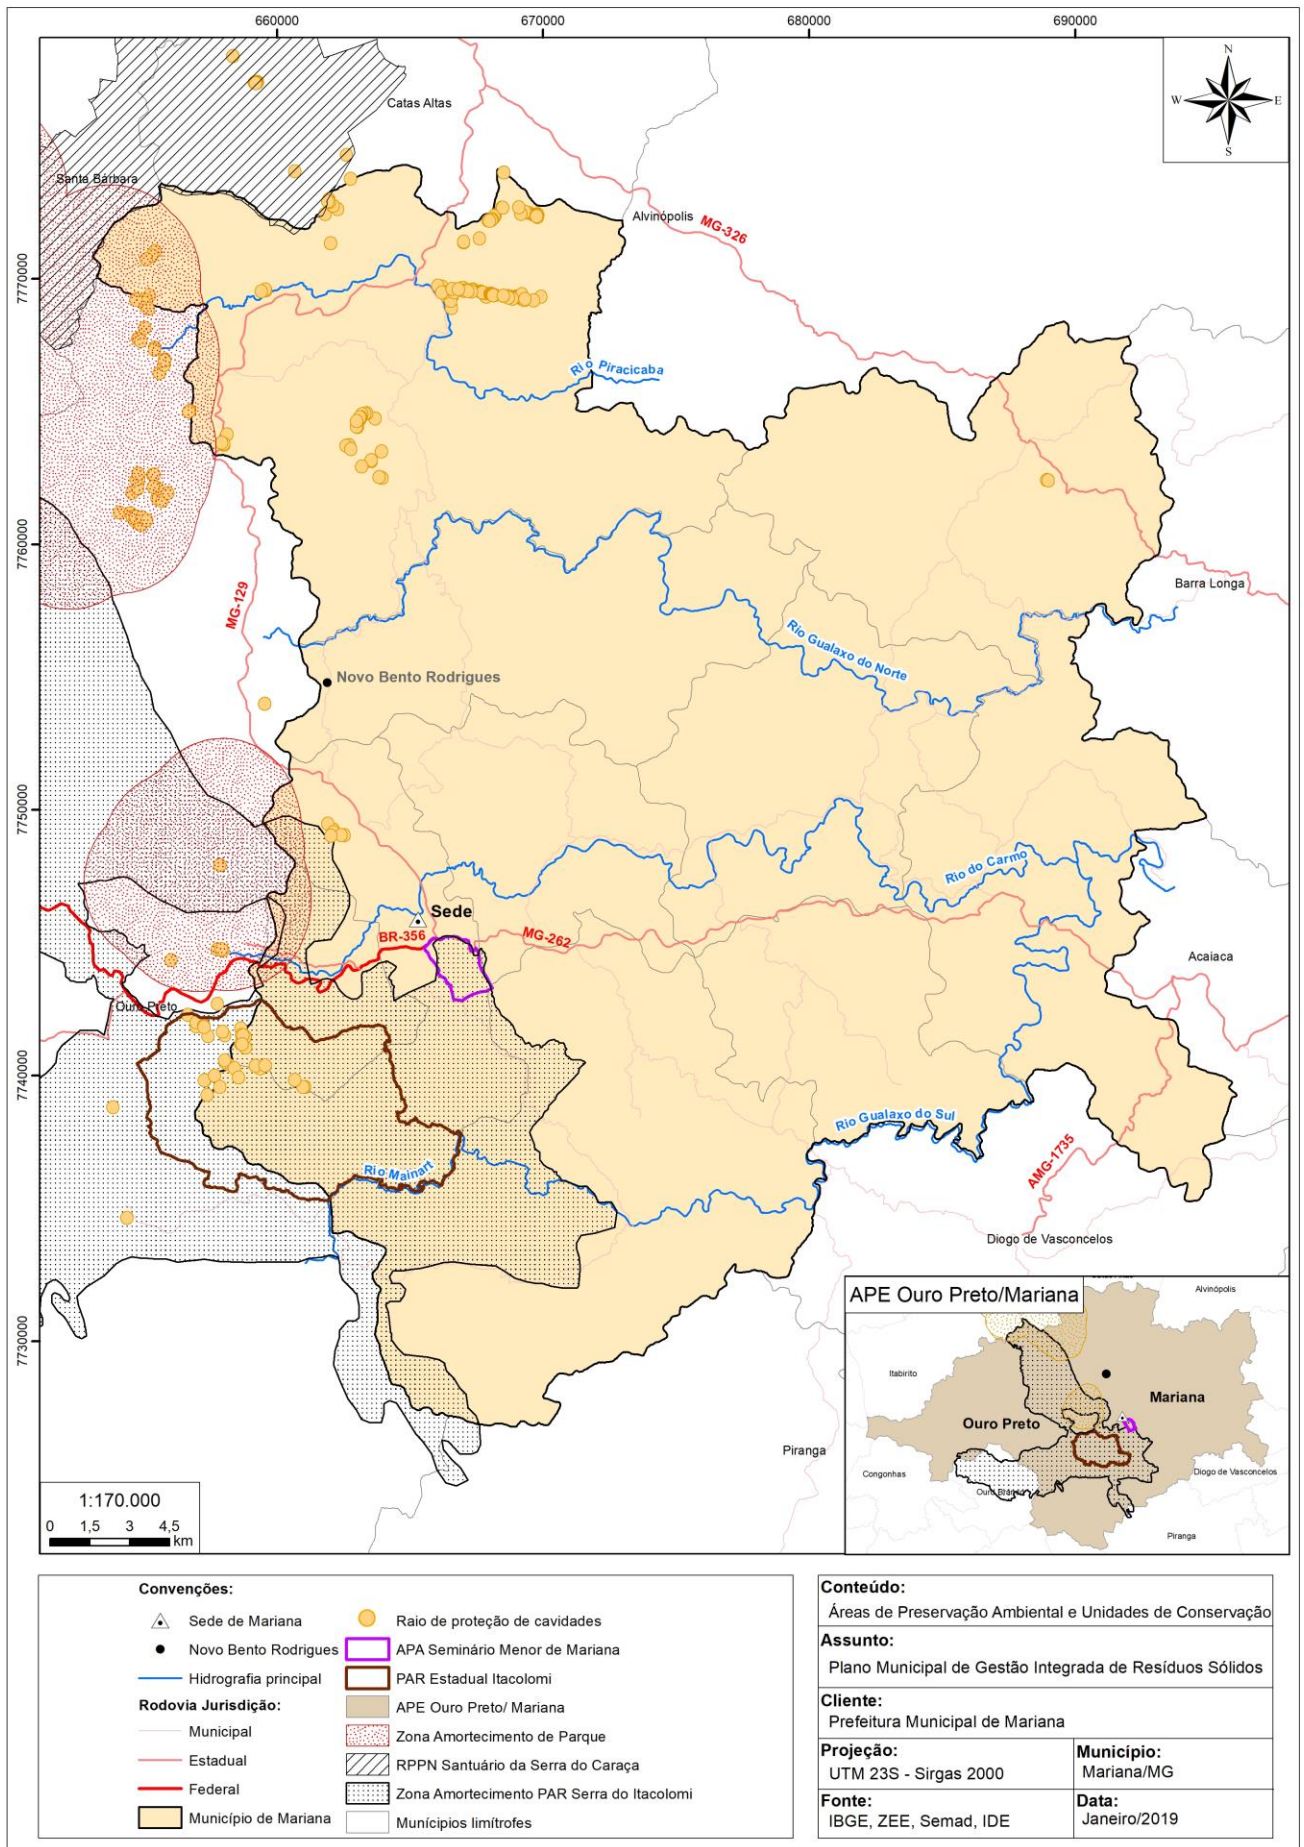 660000
670000
680000
690000
7770000
7760000
7750000
7740000
7730000
N
W
E
S
Catas Altas
Santa Bárbara
Alvinópolis
MG-326
Rio Piracicaba
MG-129
Barra Longa
Rio Gualaxo do Norte
Novo Bento Rodrigues
Rio do Carmo
Sede
BR-356
MG-262
Acaiaca
Ouro Preto
Rio Gualaxo do Sul
AMG-1735
Rio Mainart
Diogo de Vasconcelos
Piranga
1:170.000
0 1,5 3 4,5
km
APE Ouro Preto/Mariana
Alvinópolis
Itabirito
Mariana
Ouro Preto
Congonhas
Diogo de Vasconcelos
Piranga
Convenções:
Sede de Mariana
Novo Bento Rodrigues
Hidrografia principal
Rodovia Jurisdição:
Municipal
Estadual
Federal
Município de Mariana
Raio de proteção de cavidades
APA Seminário Menor de Mariana
PAR Estadual Itacolomi
APE Ouro Preto/ Mariana
Zona Amortecimento de Parque
RPPN Santuário da Serra do Caraça
Zona Amortecimento PAR Serra do Itacolomi
Munícipios limítrofes
Conteúdo:
Áreas de Preservação Ambiental e Unidades de Conservação
Assunto:
Plano Municipal de Gestão Integrada de Resíduos Sólidos
Cliente:
Prefeitura Municipal de Mariana
Projeção:
UTM 23S - Sirgas 2000
Município:
Mariana/MG
Fonte:
IBGE, ZEE, Semad, IDE
Data:
Janeiro/2019